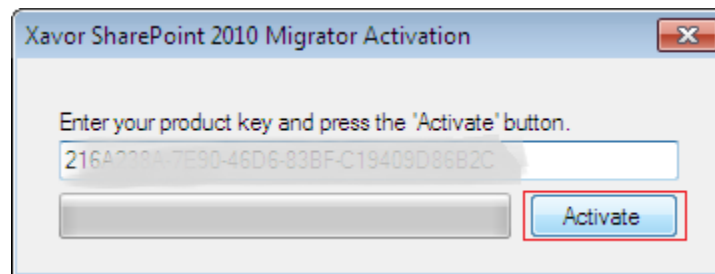 Xavor SharePoint 2010 Migrator Activation
Enter your product key and press the 'Activate' button.
Activate